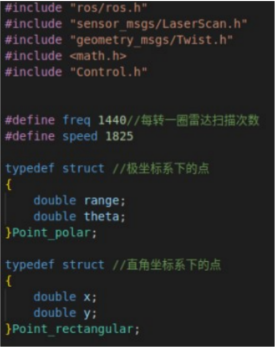 #include "ros/ros.h"
#include "sensor_msgs/LaserScan.h"
#include "geometry_msgs/Twist.h"
#include <math.h>
#include "Control.h"
#define freq 1440//每转一圈雷达扫描次数
#define speed 1825
typedef struct //极坐标系下的点
{
    double range;
    double theta;
}Point_polar;
typedef struct //直角坐标系下的点
{
    double x;
    double y;
}Point_rectangular;